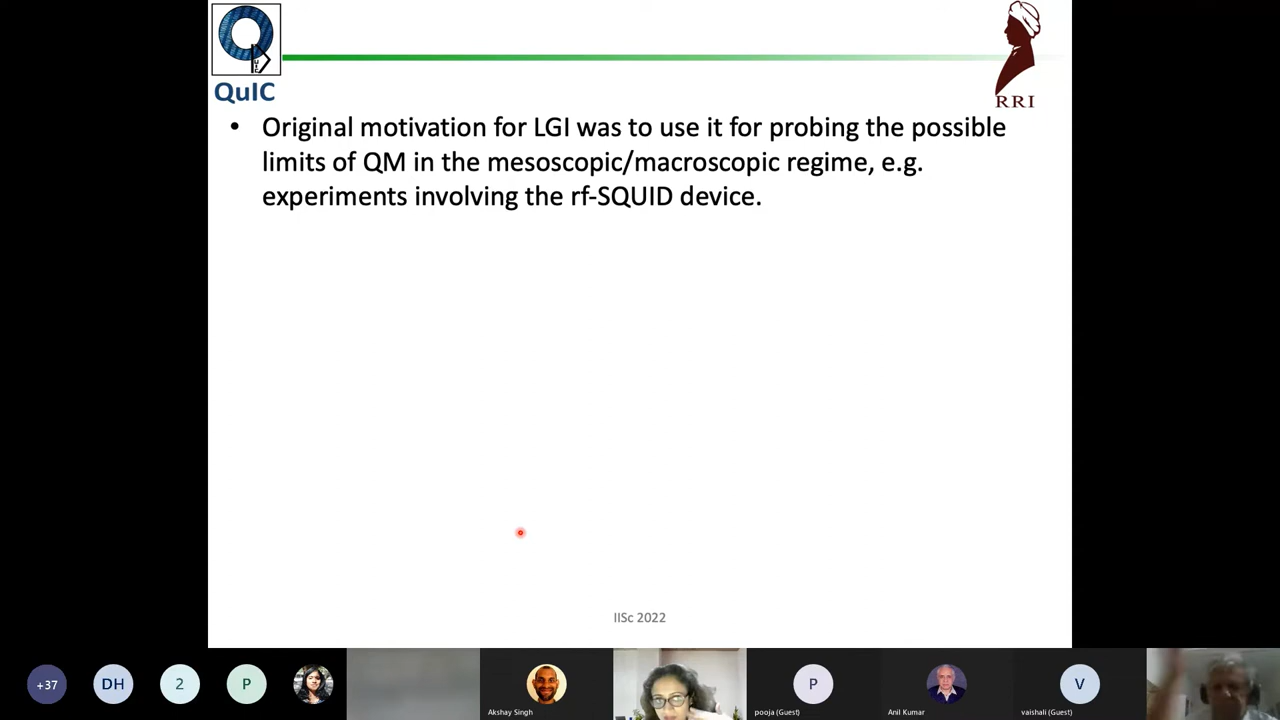 QuIC
RRI
• Original motivation for LGI was to use it for probing the possible
limits of QM in the mesoscopic/macroscopic regime, e.g.
experiments involving the rf-SQUID device.
IISc 2022
+37
DH
2
P
Akshay Singh
P
pooja (Guest)
Anil Kumar
V
vaishali (Guest)